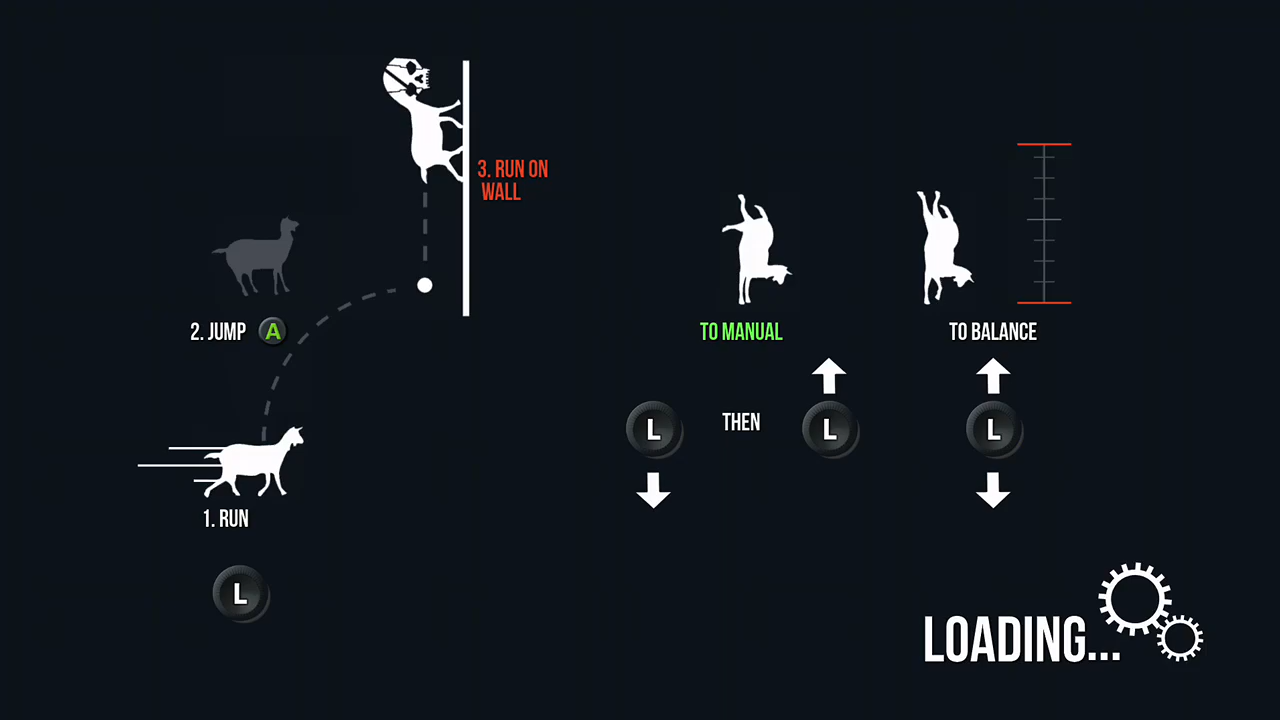 3. RUN ON
WALL
2. JUMP A
1. RUN
L
TO MANUAL
L THEN L
TO BALANCE
L
LOADING...